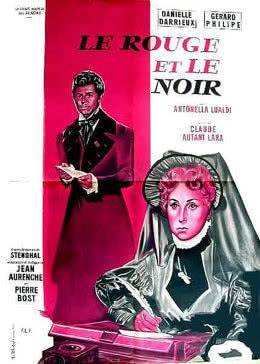 DANIELLE
DARRIEUX
GERARD
PHILIPE
LE ROUGE
ET LE
NOIR
ANTONELLA LUALDI
CLAUDE
AUTANT LARA
STENDHAL
JEAN
AURENCHE
ET
PIERRE
BOST